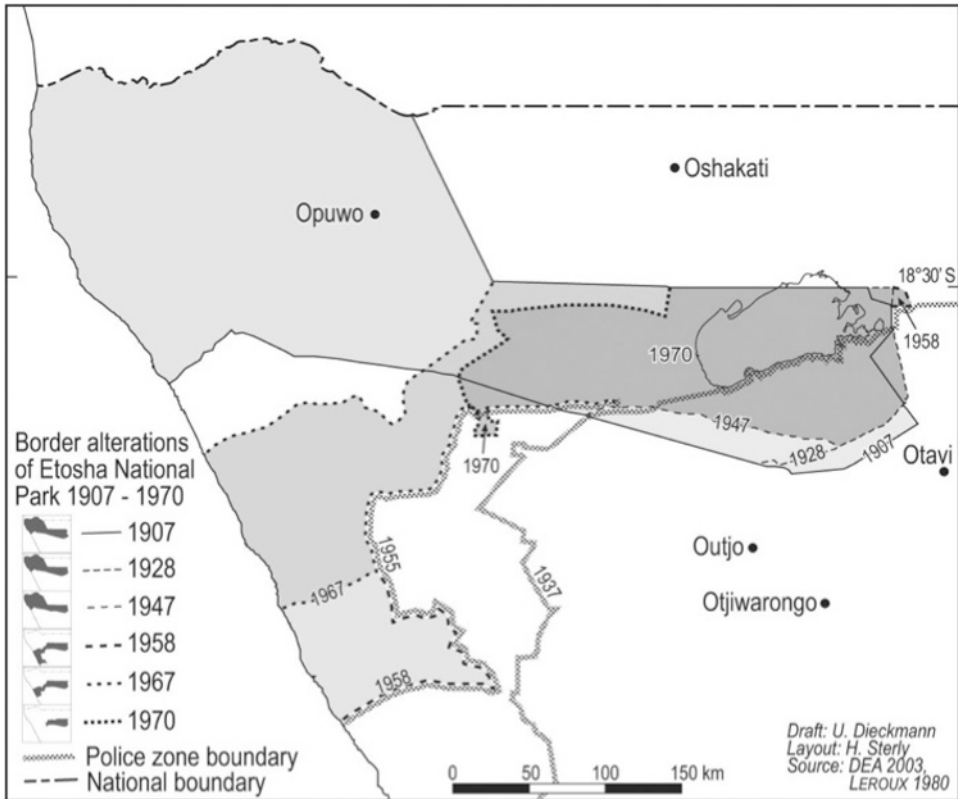 Oshakati
Opuwo
18°30' S
1958
1970
1947
1928
1907
1970
Otavi
Border alterations
of Etosha National
Park 1907 - 1970
1907
1928
1947
1958
1967
1970
Police zone boundary
National boundary
1955
1967
1937
1958
Outjo
Otjiwarongo
0 50 100 150 km
Draft: U. Dieckmann
Layout: H. Sterly
Source: DEA 2003,
LEROUX 1980